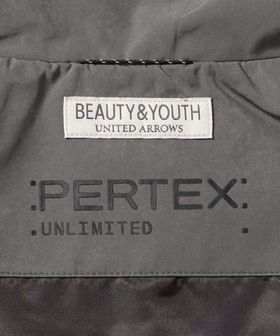 BEAUTY&YOUTH
UNITED ARROWS
:PERTEX:
:UNLIMITED